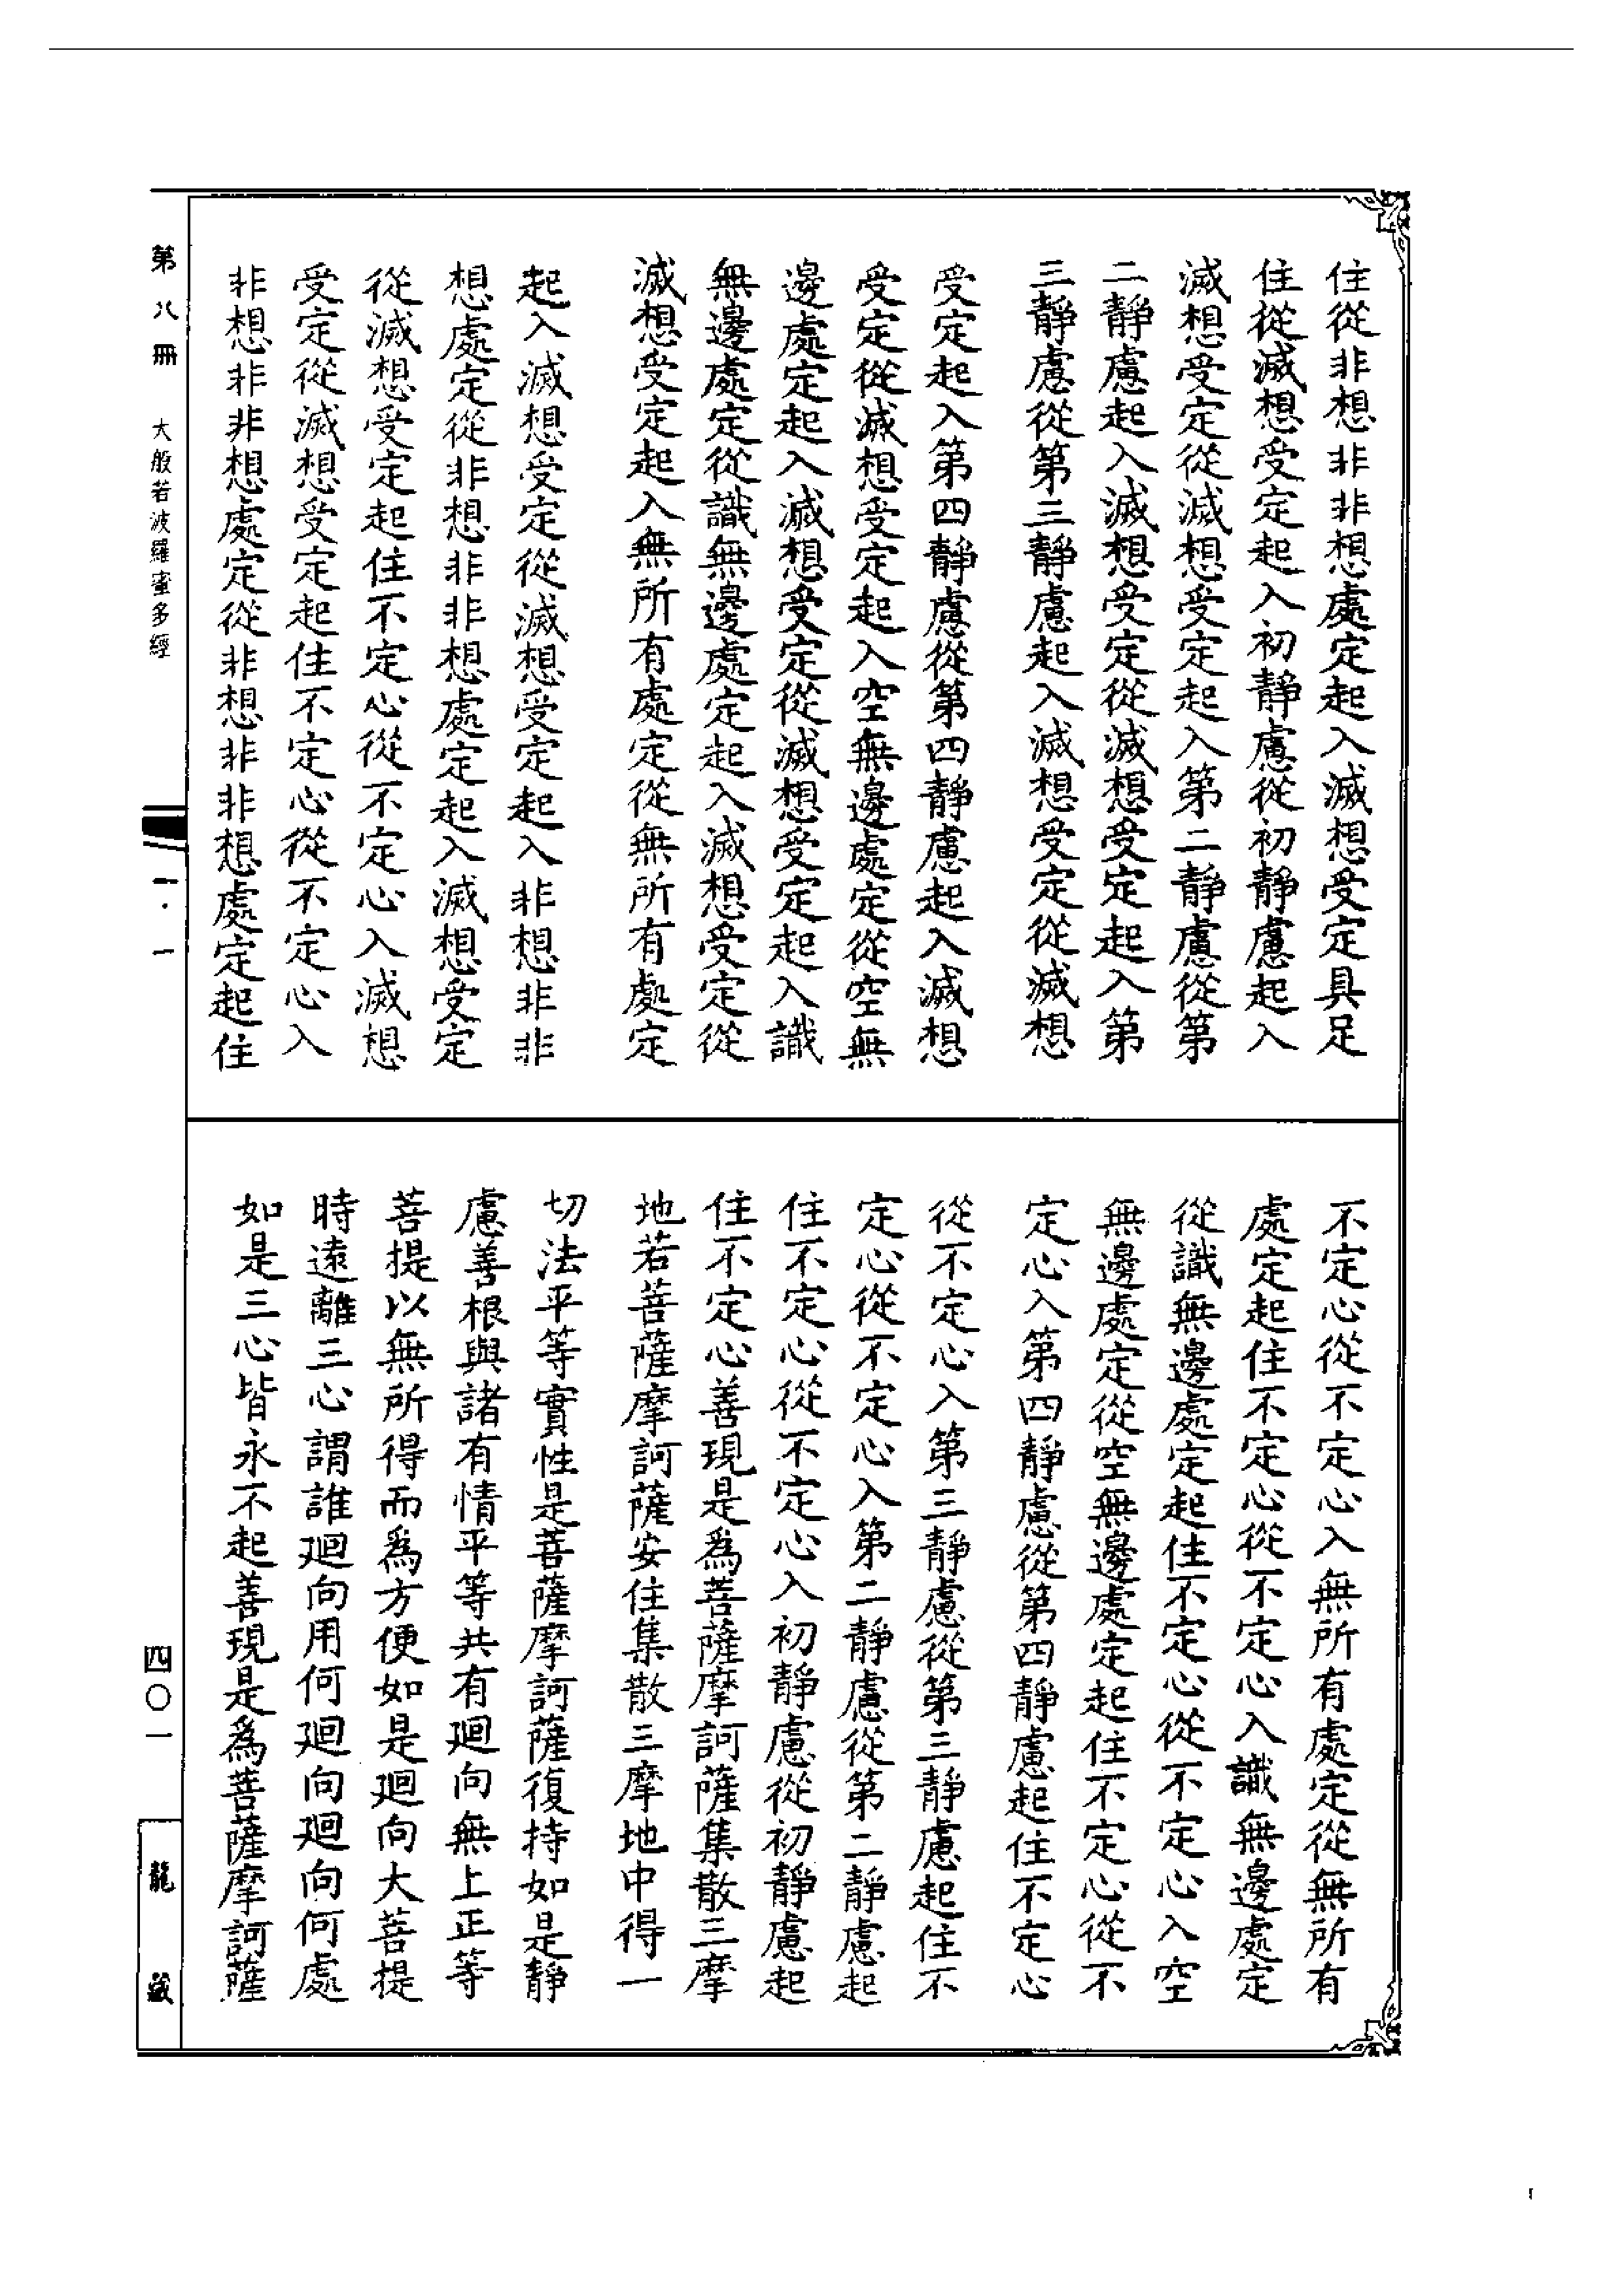 住從非想非非想處定起入滅想受定具足
住從滅想受定起入初靜慮從初靜慮起入
滅想受定從滅想受定起入第二靜慮從第
二靜慮起入滅想受定從滅想受定起入第
三靜慮從第三靜慮起入滅想受定從滅想
受定起入第四靜慮從第四靜慮起入滅想
受定從滅想受定起入空無邊處定從空無
邊處定起入滅想受定從滅想受定起入識
無邊處定從識無邊處定起入滅想受定從
滅想受定起入無所有處定從無所有處定
起入滅想受定從滅想受定起入非想非非
想處定從非想非非想處定起入滅想受定
從滅想受定起住不定心從不定心入滅想
受定從滅想受定起住不定心從不定心入
非想非非想處定從非想非非想處定起住
不定心從不定心入無所有處定從無所有
處定起住不定心從不定心入識無邊處定
從識無邊處定起住不定心從不定心入空
無邊處定從空無邊處定起住不定心從不
定心入第四靜慮從第四靜慮起住不定心
從不定心入第三靜慮從第三靜慮起住不
定心從不定心入第二靜慮從第二靜慮起
住不定心從不定心入初靜慮從初靜慮起
住不定心善現是為菩薩摩訶薩集散三摩
地若菩薩摩訶薩安住集散三摩地中得一
切法平等實性是菩薩摩訶薩復持如是靜
慮善根與諸有情平等共有迴向無上正等
菩提以無所得而為方便如是迴向大菩提
時遠離三心謂誰迴向用何迴向迴向何處
如是三心皆永不起善現是為菩薩摩訶薩
第八冊 大般若波羅蜜多經
一·一
四〇一
龍藏